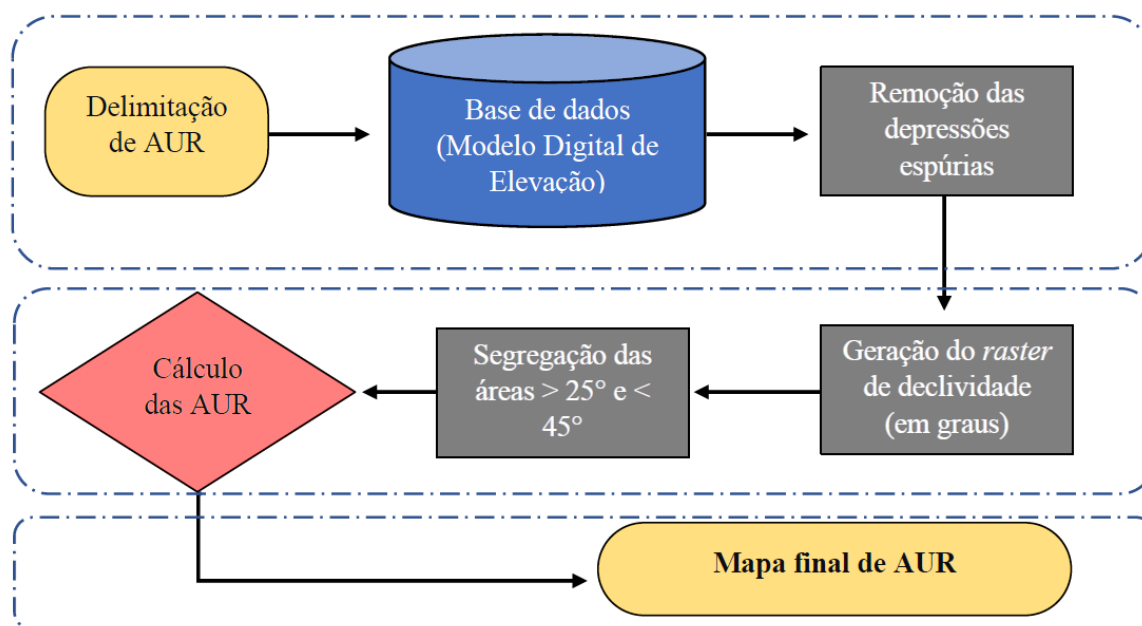 Delimitação
de AUR
Base de dados
(Modelo Digital de
Elevação)
Remoção das
depressões
espúrias
Geração do raster
de declividade
(em graus)
Segregação das
áreas > 25° e <
45°
Cálculo
das AUR
Mapa final de AUR